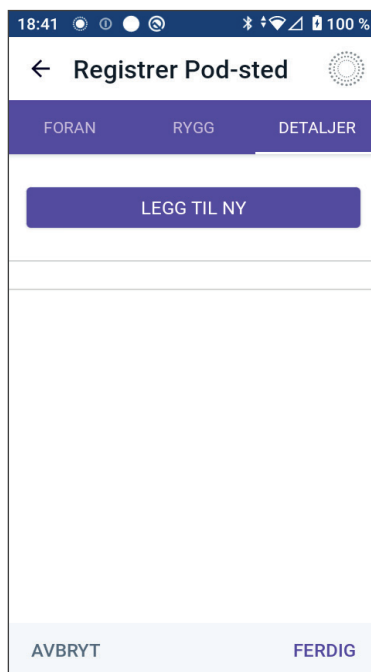 18:41 100 %
Registrer Pod-sted
FORAN RYGG DETALJER
LEGG TIL NY
AVBRYT FERDIG